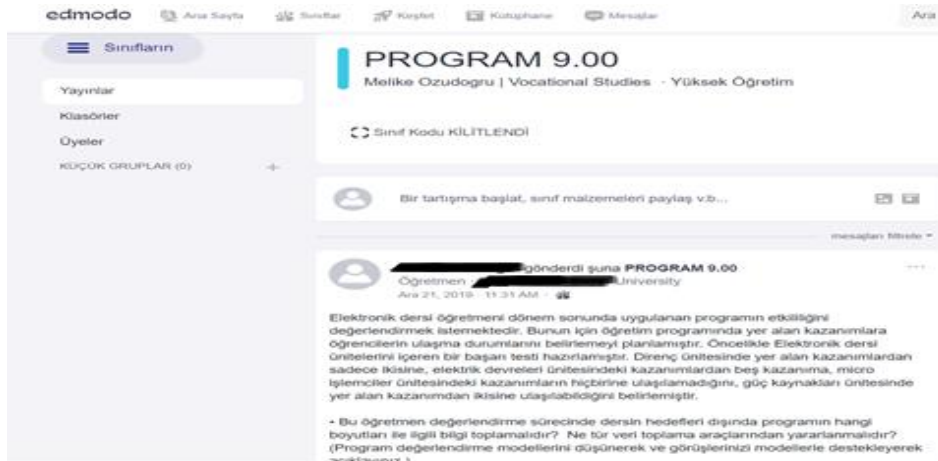 edmodo Ana Sayfa Sınıflar Keşfet Kütüphane Mesajlar Ara
Sınıfların
Yayınlar
Klasörler
Üyeler
KÜÇÜK GRUPLAR (0)
PROGRAM 9.00
Melike Ozudogru | Vocational Studies - Yüksek Öğretim
Sınıf Kodu KİLİTLENDİ
Bir tartışma başlat, sınıf malzemeleri paylaş v.b...
mesajları filtrele
gönderdi şuna PROGRAM 9.00
Öğretmen University
Ara 21, 2019 · 11:31 AM ·
Elektronik dersi öğretmeni dönem sonunda uygulanan programın etkililiğini
değerlendirmek istemektedir. Bunun için öğretim programında yer alan kazanımlara
öğrencilerin ulaşma durumlarını belirlemeyi planlamıştır. Öncelikle Elektronik dersi
ünitelerini içeren bir başarı testi hazırlamıştır. Direnç ünitesinde yer alan kazanımlardan
sadece ikisine, elektrik devreleri ünitesindeki kazanımlardan beş kazanıma, micro
işlemciler ünitesindeki kazanımların hiçbirine ulaşılamadığını, güç kaynakları ünitesinde
yer alan kazanımdan ikisine ulaşılabildiğini belirlemiştir.
• Bu öğretmen değerlendirme sürecinde dersin hedefleri dışında programın hangi
boyutları ile ilgili bilgi toplamalıdır? Ne tür veri toplama araçlarından yararlanmalıdır?
(Program değerlendirme modellerini düşünerek ve görüşlerinizi modellerle destekleyerek
açıklayınız.)